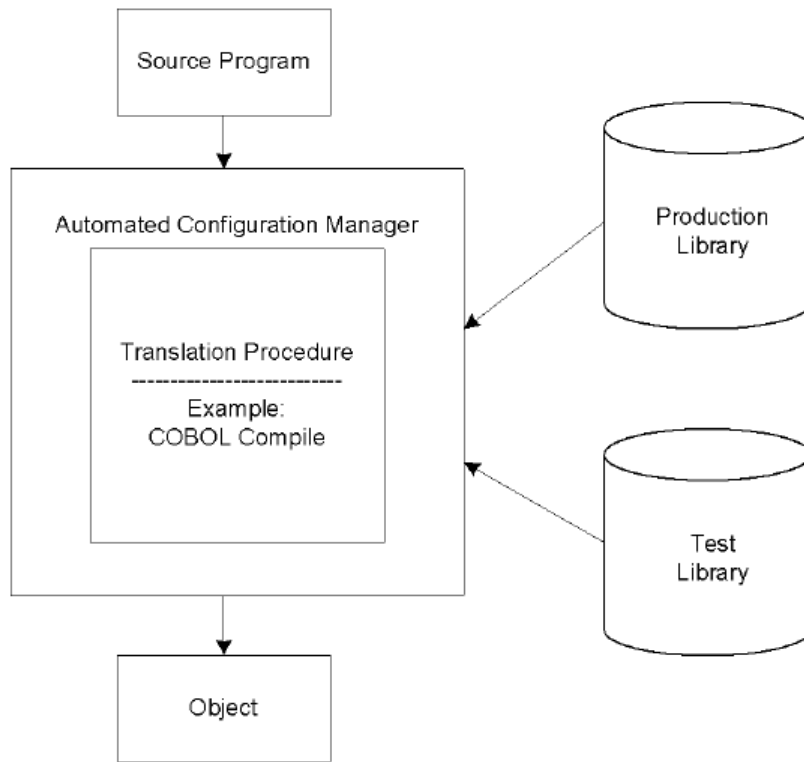 Source Program
Automated Configuration Manager
Translation Procedure
---------------------------
Example:
COBOL Compile
Object
Production
Library
Test
Library